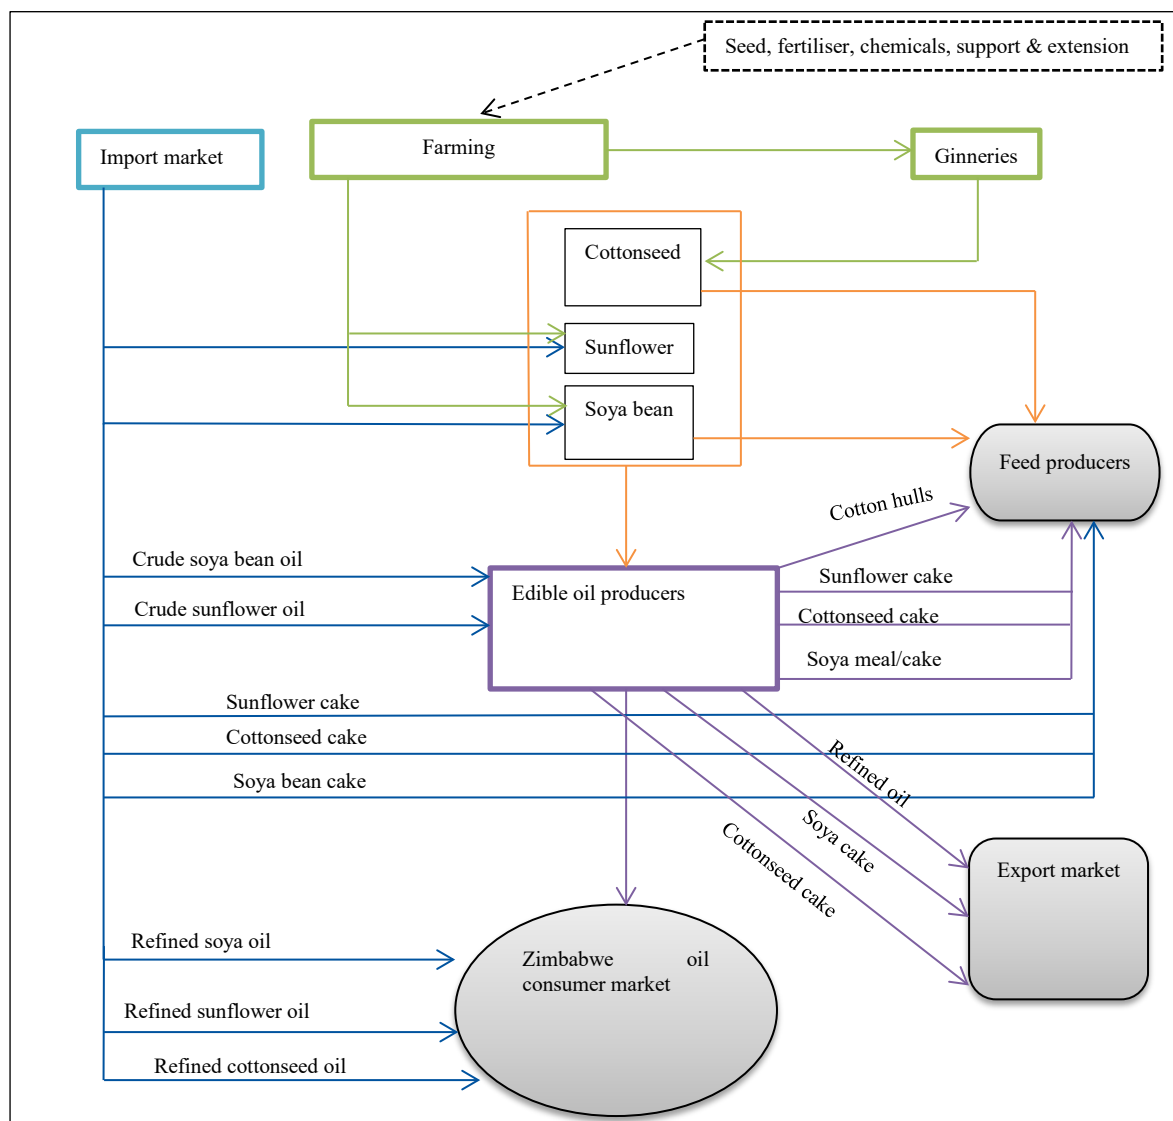 Seed, fertiliser, chemicals, support & extension
Import market
Farming
Ginneries
Cottonseed
Sunflower
Soya bean
Feed producers
Cotton hulls
Crude soya bean oil
Edible oil producers
Sunflower cake
Crude sunflower oil
Cottonseed cake
Soya meal/cake
Sunflower cake
Cottonseed cake
Soya bean cake
Refined oil
Soya cake
Cottonseed cake
Export market
Refined soya oil
Zimbabwe oil
consumer market
Refined sunflower oil
Refined cottonseed oil